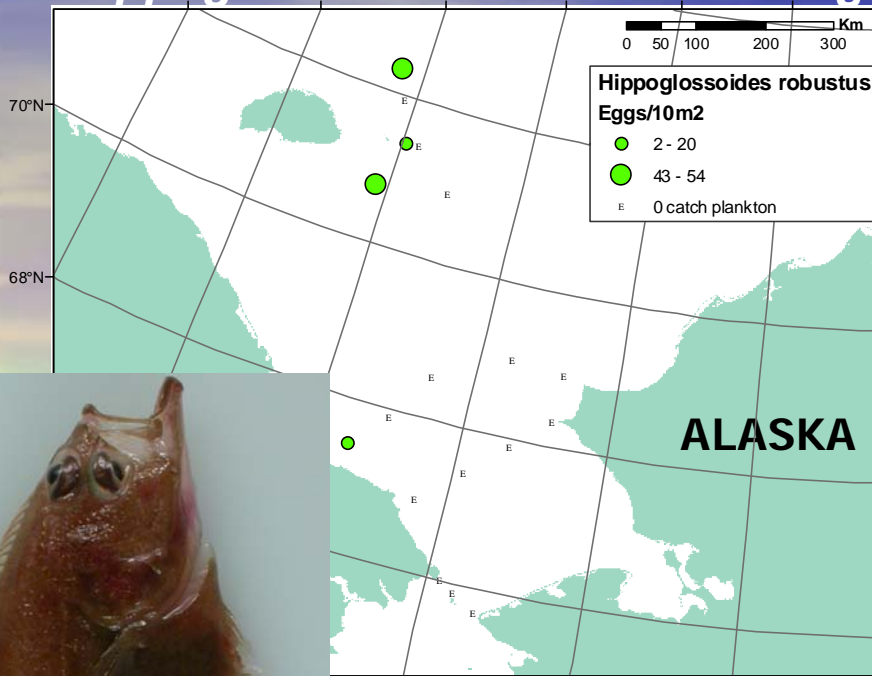 Km
0 50 100 200 300
Hippoglossoides robustus
Eggs/10m2
2 - 20
43 - 54
E 0 catch plankton
70°N
68°N
E
E
E
E
E
E
E
E
ALASKA
E
E
E
E
E
E